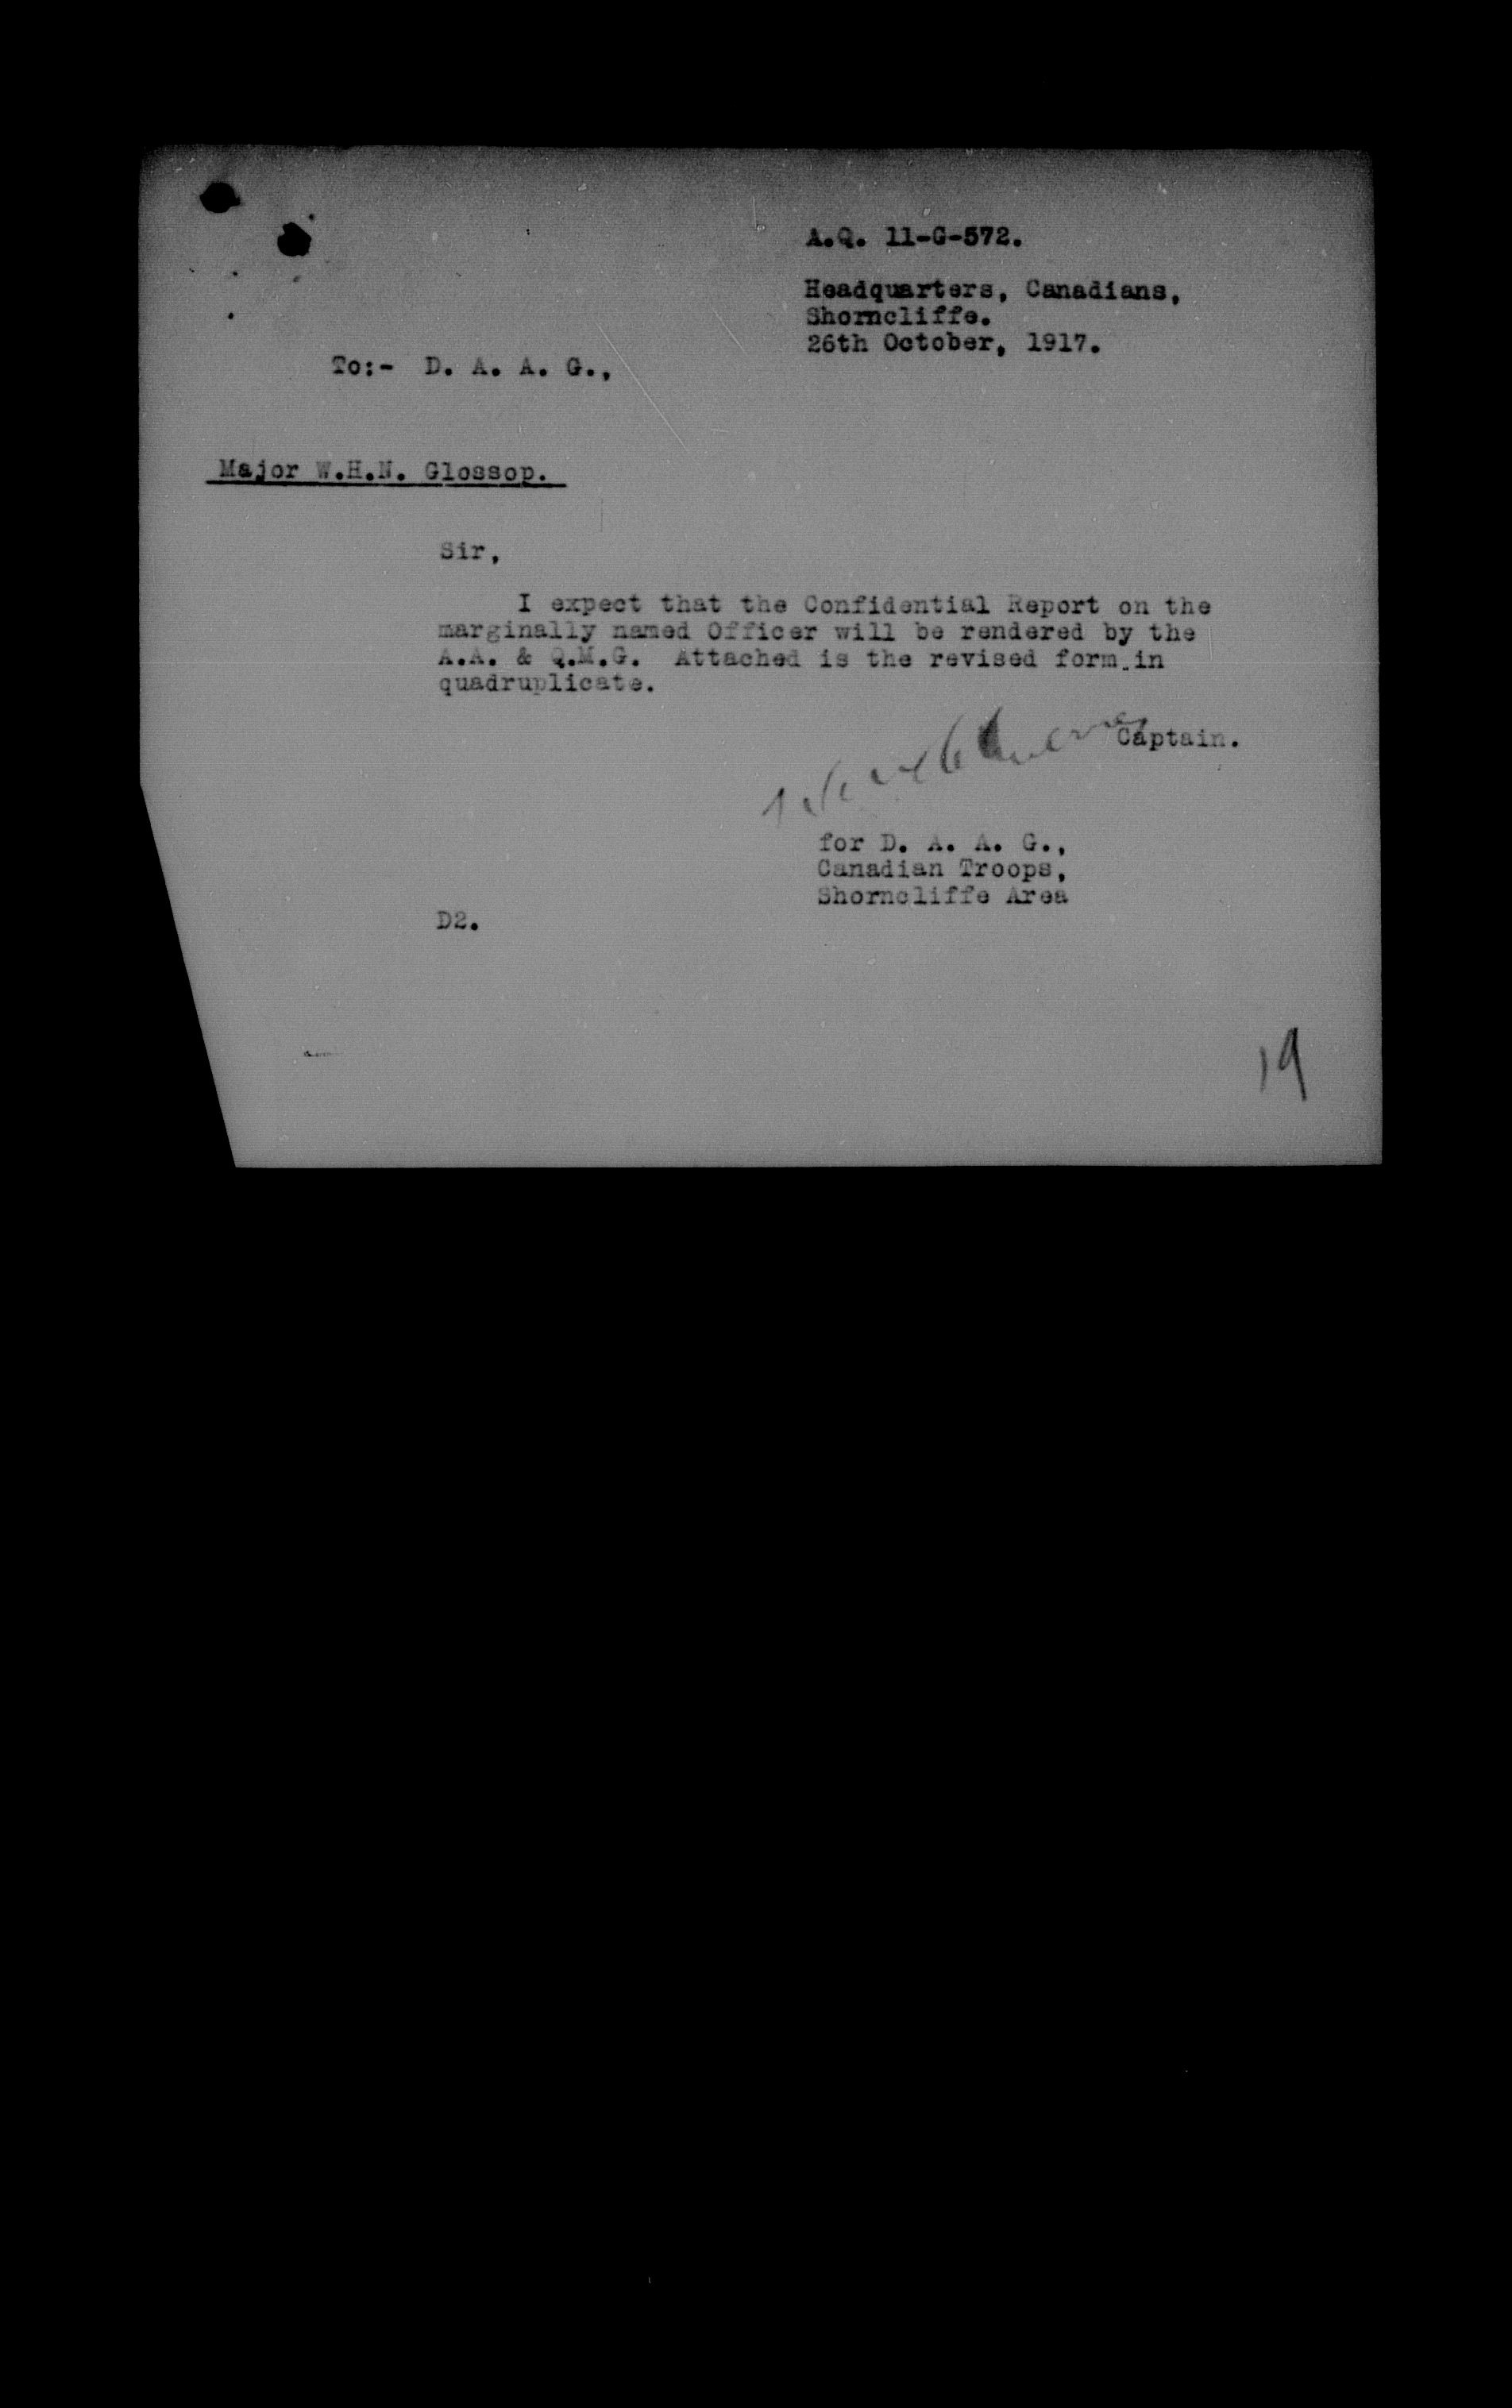 A.Q. 11-G-572.
Headquarters, Canadians,
Shorncliffe.
26th October, 1917.
To:- D. A. A. G.,
Major W.H.N. Glossop.
Sir,
I expect that the Confidential Report on the
marginally named Officer will be rendered by the
A.A. & Q.M.G. Attached is the revised form in
quadruplicate.
Captain.
for D. A. A. G.,
Canadian Troops,
Shorncliffe Area
D2.
19